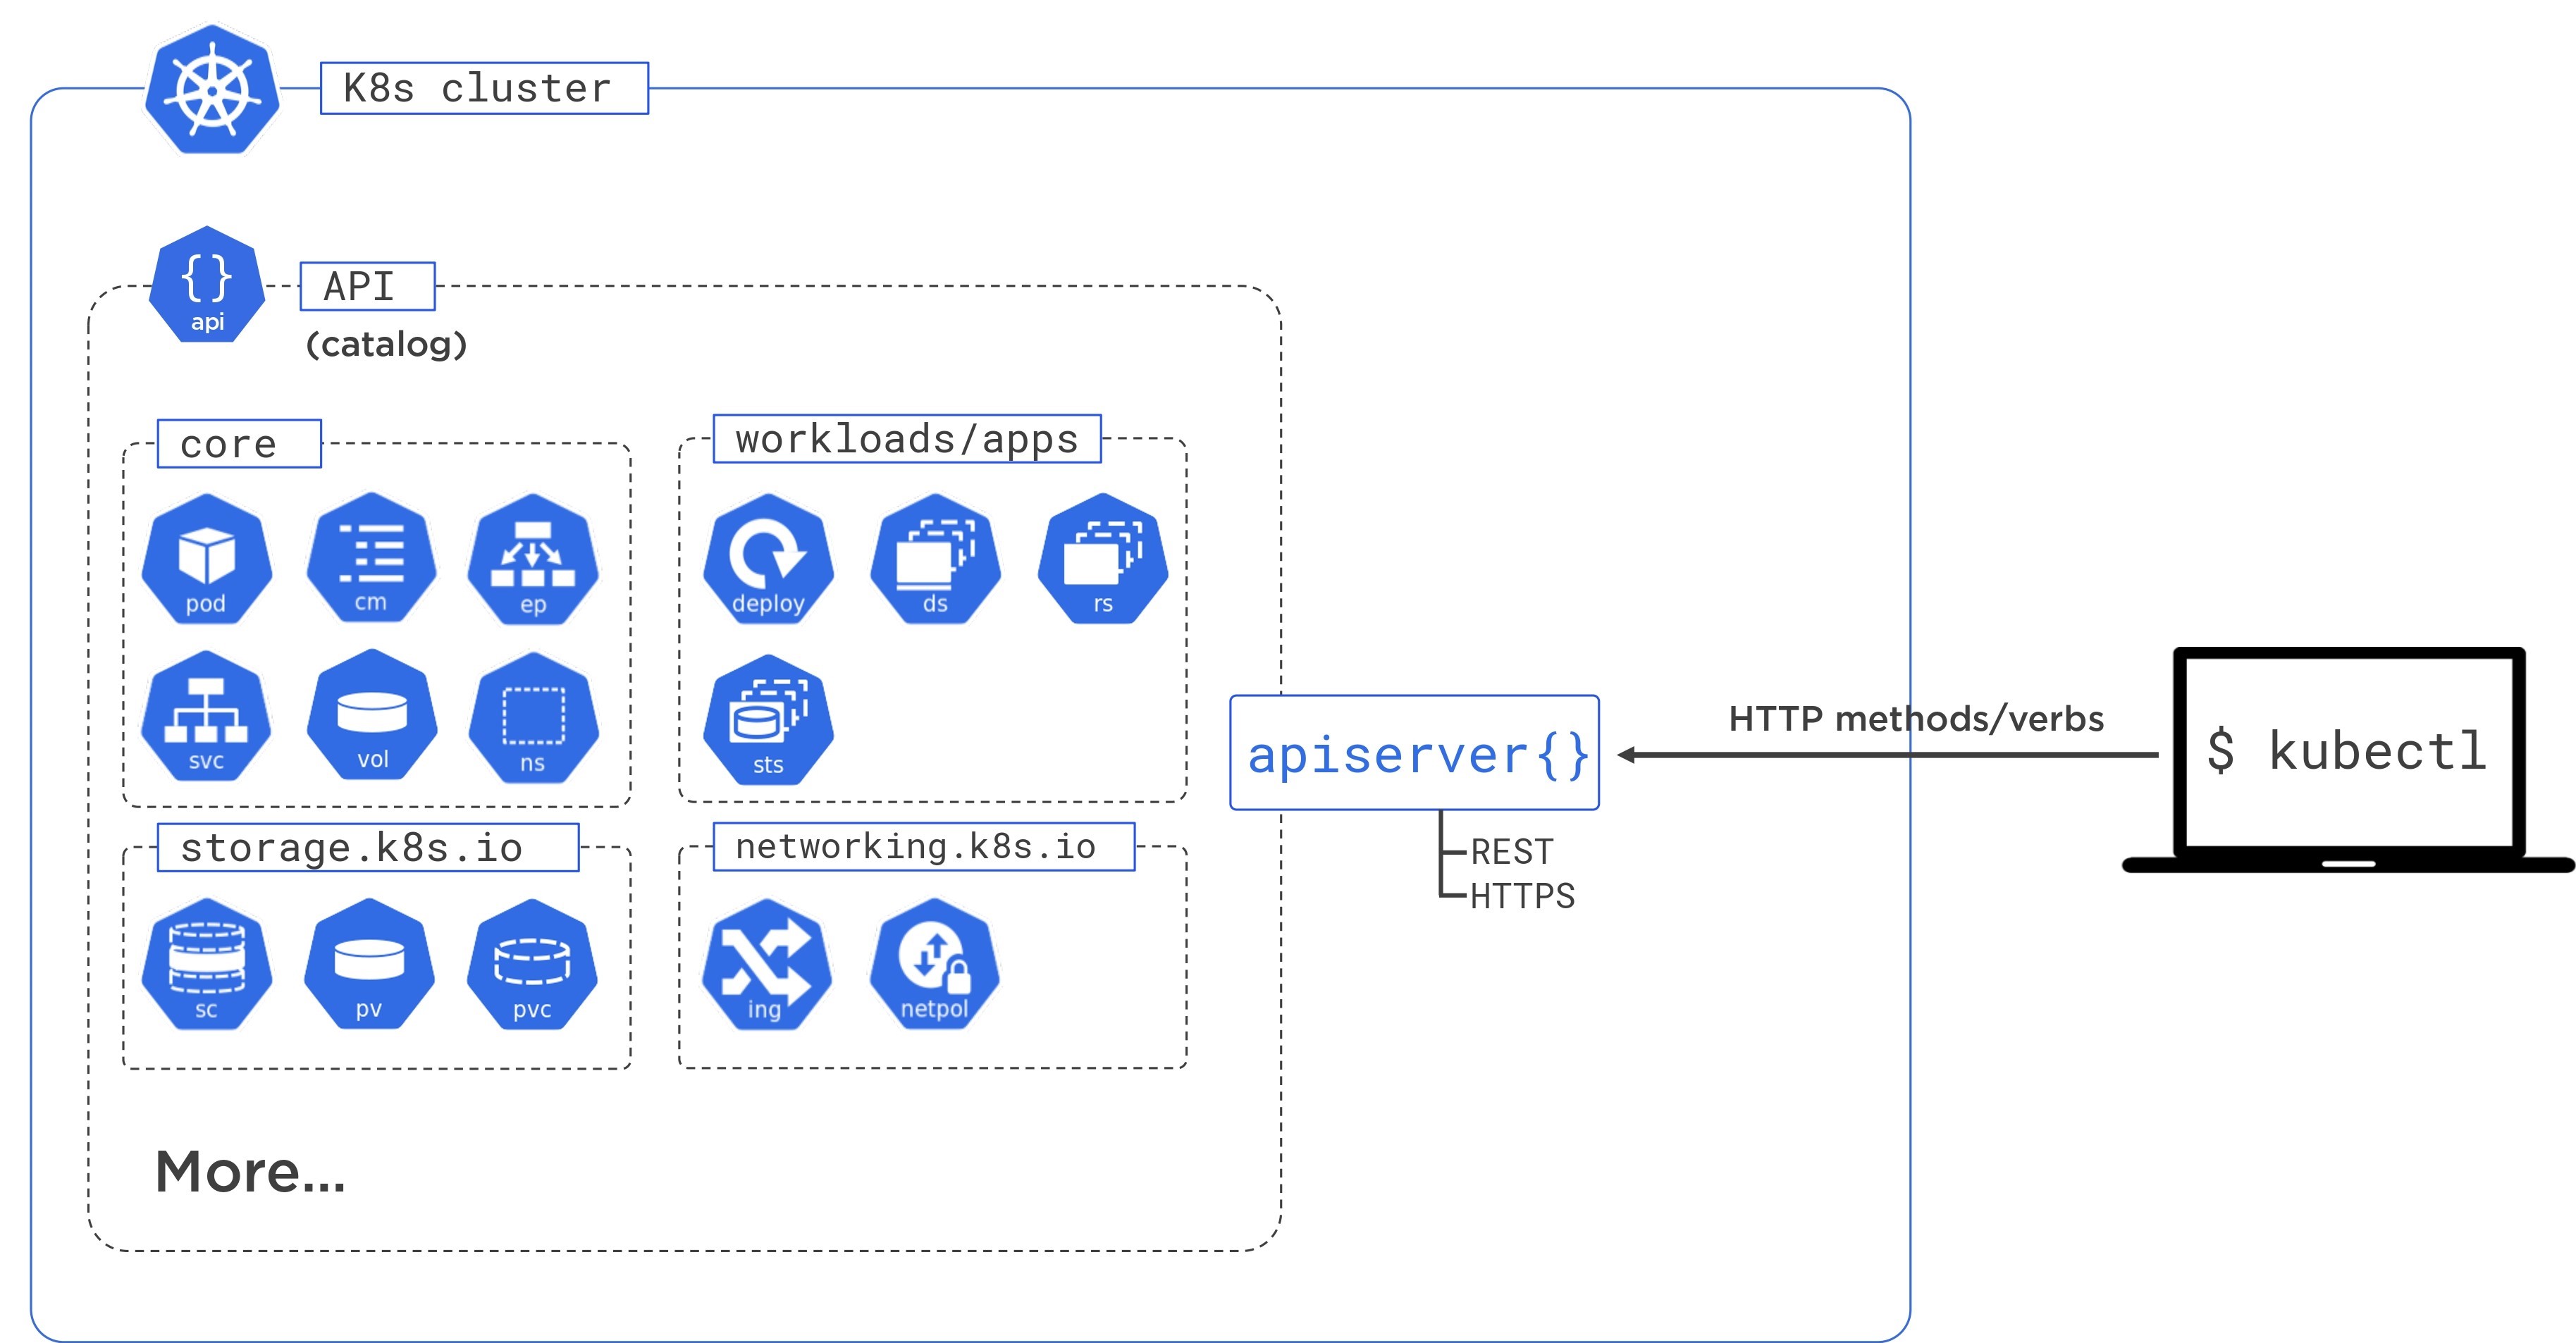 K8s cluster
{}
api
API
(catalog)
core
pod
cm
ep
svc
vol
ns
workloads/apps
deploy
ds
rs
sts
storage.k8s.io
sc
pv
pvc
networking.k8s.io
ing
netpol
More...
apiserver{}
REST
HTTPS
HTTP methods/verbs
$ kubectl